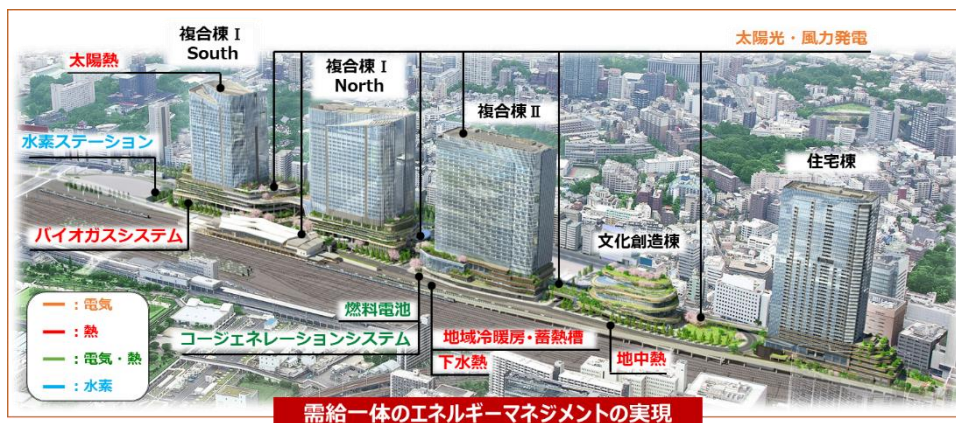 複合棟Ⅰ
South
太陽光・風力発電
太陽熱
複合棟Ⅰ
North
複合棟Ⅱ
水素ステーション
住宅棟
バイオガスシステム
文化創造棟
燃料電池
コージェネレーションシステム
地域冷暖房・蓄熱槽
下水熱
地中熱
：電気
：熱
：電気・熱
：水素
需給一体のエネルギーマネジメントの実現